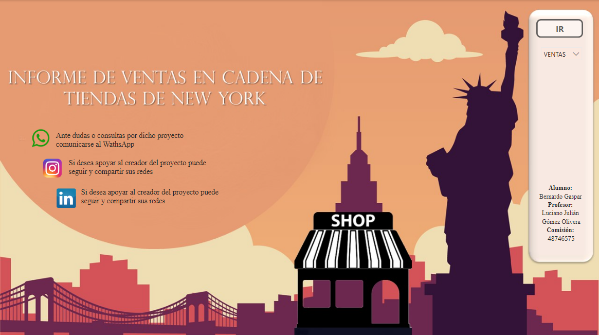 INFORME DE VENTAS EN CADENA DE
TIENDAS DE NEW YORK
Ante dudas o consultas por dicho proyecto
comunicarse al WathsApp
Si desea apoyar al creador del proyecto puede
seguir y compartir sus redes
Si desea apoyar al creador del proyecto puede
seguir y compartir sus redes
SHOP
IR
VENTAS
Alumno:
Bernardo Gaspar
Profesor:
Luciano Julián
Gómez Olivera
Comisión:
48746575